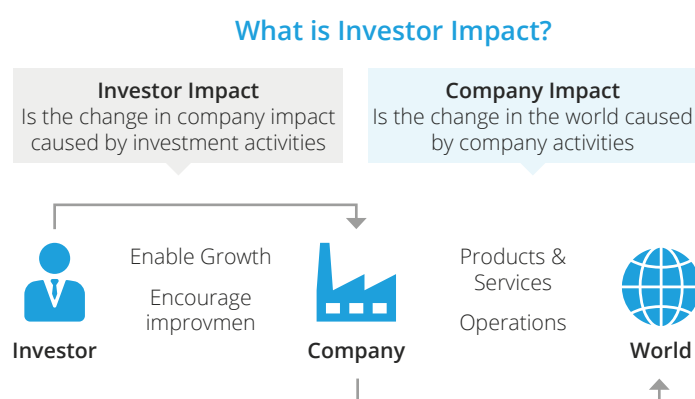 What is Investor Impact?
Investor Impact
Is the change in company impact
caused by investment activities
Company Impact
Is the change in the world caused
by company activities
Enable Growth
Encourage
improvmen
Products &
Services
Operations
Investor
Company
World